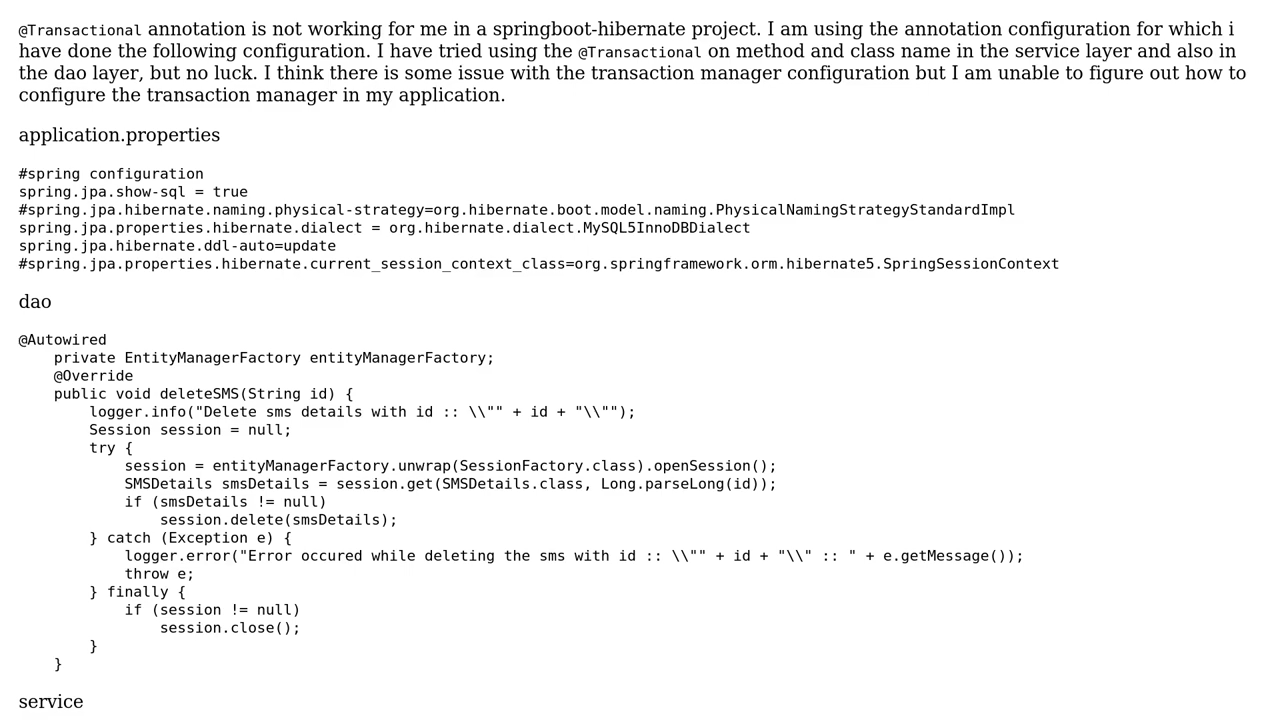 @Transactional annotation is not working for me in a springboot-hibernate project. I am using the annotation configuration for which i
have done the following configuration. I have tried using the @Transactional on method and class name in the service layer and also in
the dao layer, but no luck. I think there is some issue with the transaction manager configuration but I am unable to figure out how to
configure the transaction manager in my application.
application.properties
#spring configuration
spring.jpa.show-sql = true
#spring.jpa.hibernate.naming.physical-strategy=org.hibernate.boot.model.naming.PhysicalNamingStrategyStandardImpl
spring.jpa.properties.hibernate.dialect = org.hibernate.dialect.MySQL5InnoDBDialect
spring.jpa.hibernate.ddl-auto=update
#spring.jpa.properties.hibernate.current_session_context_class=org.springframework.orm.hibernate5.SpringSessionContext
dao
@Autowired
    private EntityManagerFactory entityManagerFactory;
    @Override
    public void deleteSMS(String id) {
        logger.info("Delete sms details with id :: \\"" + id + "\\"");
        Session session = null;
        try {
            session = entityManagerFactory.unwrap(SessionFactory.class).openSession();
            SMSDetails smsDetails = session.get(SMSDetails.class, Long.parseLong(id));
            if (smsDetails != null)
                session.delete(smsDetails);
        } catch (Exception e) {
            logger.error("Error occured while deleting the sms with id :: \\"" + id + "\\" :: " + e.getMessage());
            throw e;
        } finally {
            if (session != null)
                session.close();
        }
    }
service